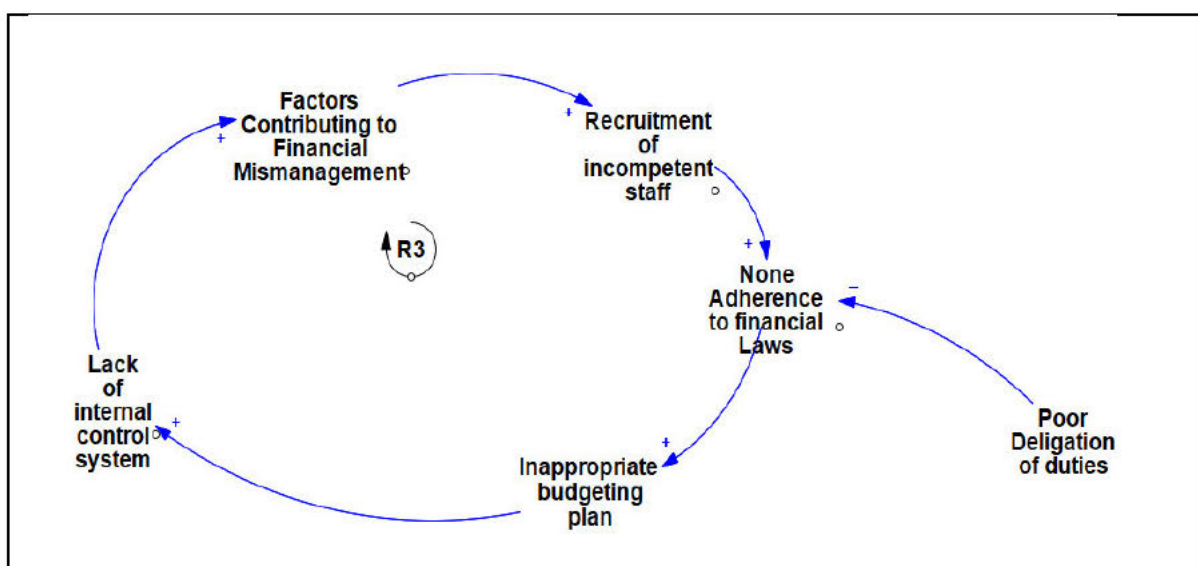 Factors
Contributing to
Financial
Mismanagement
+
+
Recruitment
of
incompetent
staff
R3
+
None
Adherence
to financial
Laws
–
Lack
of
internal
control
system
+
+
Inappropriate
budgeting
plan
Poor
Deligation
of duties